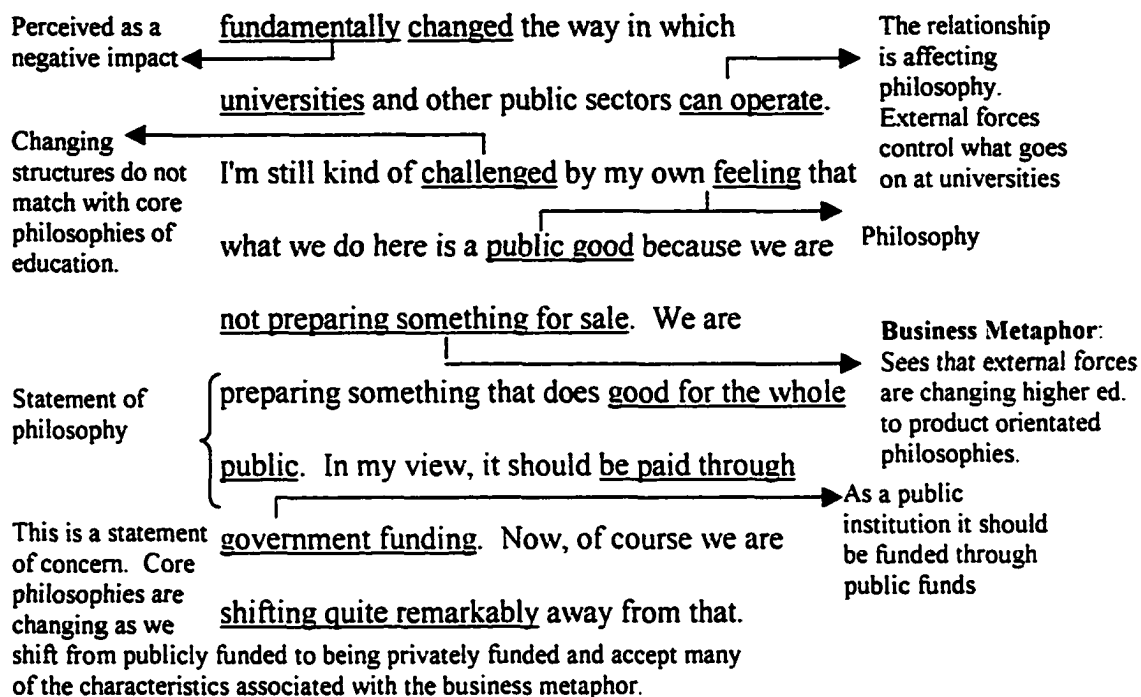 Perceived as a
negative impact
fundamentally changed the way in which
The relationship
is affecting
philosophy.
External forces
control what goes
on at universities
universities and other public sectors can operate.
Changing
structures do not
match with core
philosophies of
education.
I'm still kind of challenged by my own feeling that
what we do here is a public good because we are
Philosophy
not preparing something for sale. We are
Business Metaphor:
Sees that external forces
are changing higher ed.
to product orientated
philosophies.
Statement of
philosophy
preparing something that does good for the whole
public. In my view, it should be paid through
As a public
institution it should
be funded through
public funds
government funding. Now, of course we are
shifting quite remarkably away from that.
This is a statement
of concern. Core
philosophies are
changing as we
shift from publicly funded to being privately funded and accept many
of the characteristics associated with the business metaphor.